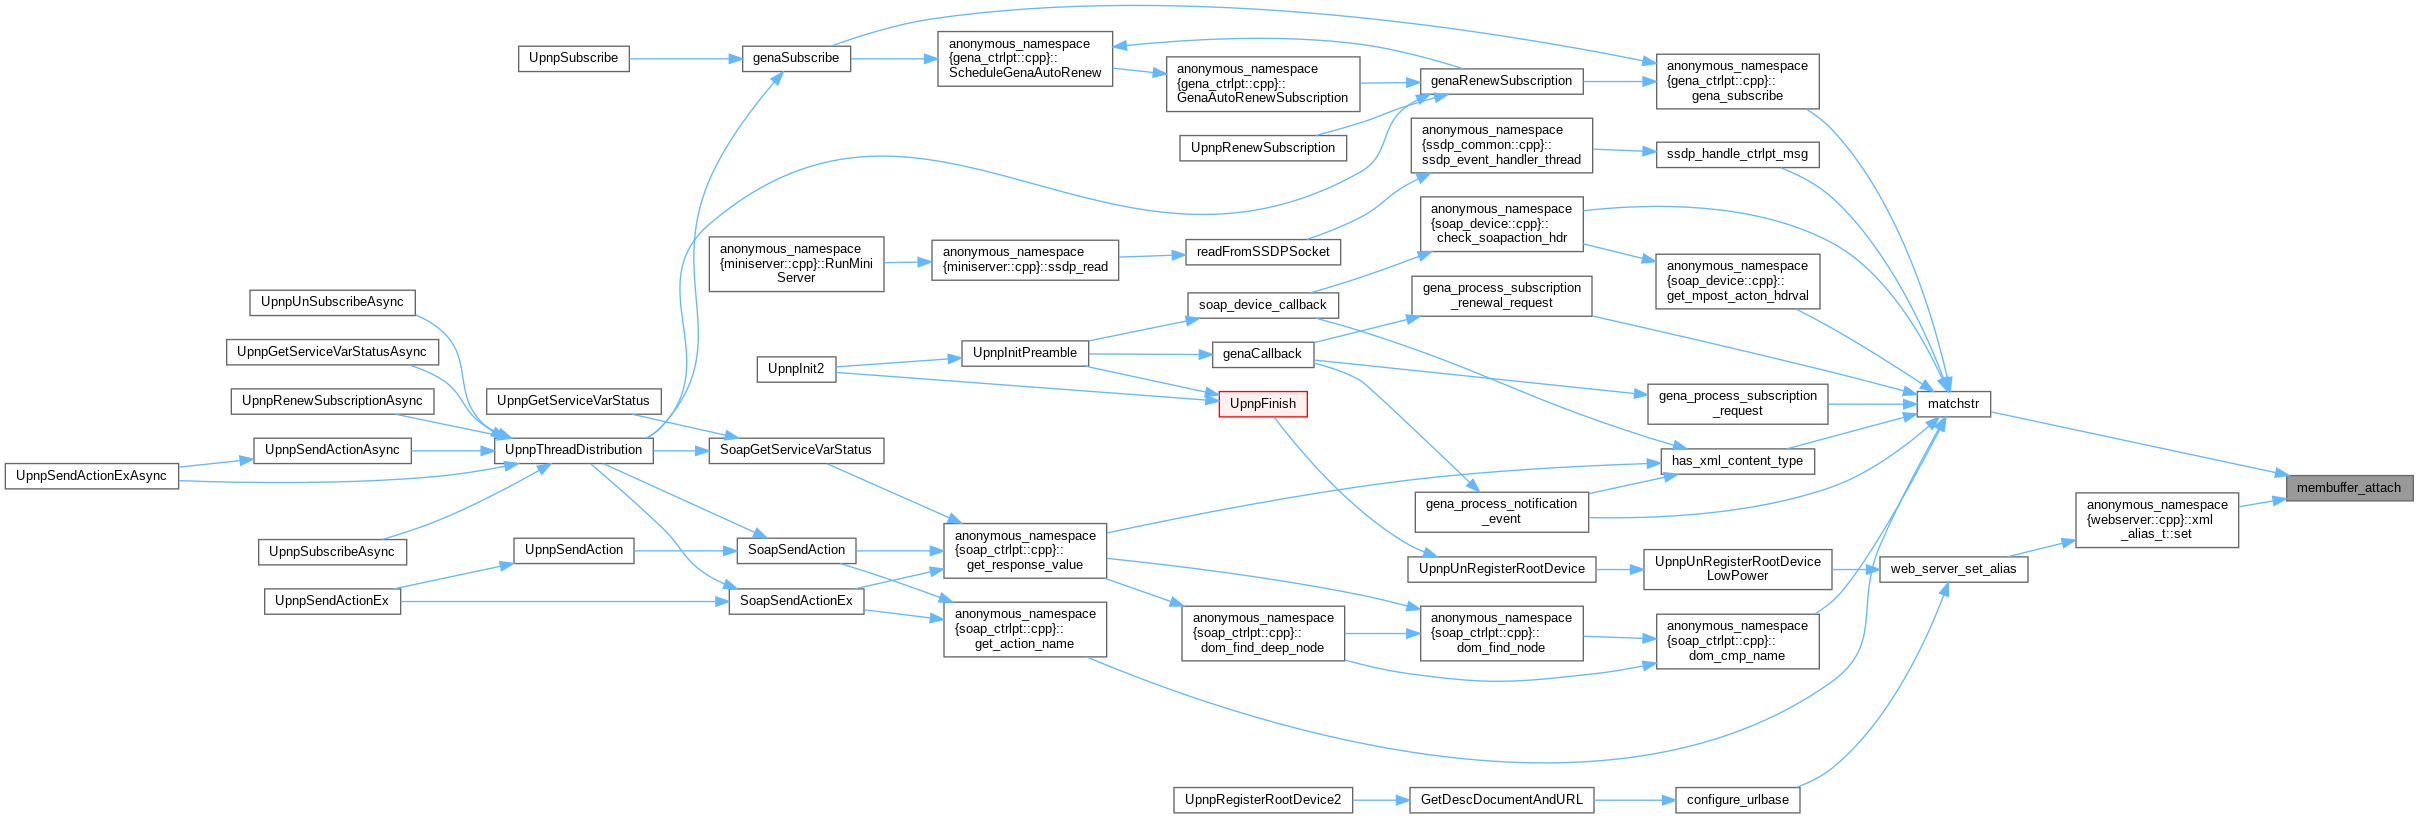 UpnpSubscribe
genaSubscribe
anonymous_namespace
{gena_ctrlpt::cpp}::
ScheduleGenaAutoRenew
anonymous_namespace
{gena_ctrlpt::cpp}::
GenaAutoRenewSubscription
genaRenewSubscription
anonymous_namespace
{gena_ctrlpt::cpp}::
gena_subscribe
UpnpRenewSubscription
anonymous_namespace
{ssdp_common::cpp}::
ssdp_event_handler_thread
ssdp_handle_ctrlpt_msg
anonymous_namespace
{soap_device::cpp}::
check_soapaction_hdr
anonymous_namespace
{miniserver::cpp}::RunMini
Server
anonymous_namespace
{miniserver::cpp}::ssdp_read
readFromSSDPSocket
anonymous_namespace
{soap_device::cpp}::
get_mpost_acton_hdrval
UpnpUnSubscribeAsync
soap_device_callback
gena_process_subscription
_renewal_request
UpnpGetServiceVarStatusAsync
UpnpInit2
UpnpInitPreamble
genaCallback
UpnpRenewSubscriptionAsync
UpnpGetServiceVarStatus
UpnpFinish
gena_process_subscription
_request
matchstr
UpnpSendActionExAsync
UpnpSendActionAsync
UpnpThreadDistribution
SoapGetServiceVarStatus
has_xml_content_type
membuffer_attach
gena_process_notification
_event
anonymous_namespace
{webserver::cpp}::xml
_alias_t::set
UpnpSubscribeAsync
UpnpSendAction
SoapSendAction
anonymous_namespace
{soap_ctrlpt::cpp}::
get_response_value
UpnpUnRegisterRootDevice
UpnpUnRegisterRootDevice
LowPower
web_server_set_alias
UpnpSendActionEx
SoapSendActionEx
anonymous_namespace
{soap_ctrlpt::cpp}::
get_action_name
anonymous_namespace
{soap_ctrlpt::cpp}::
dom_find_deep_node
anonymous_namespace
{soap_ctrlpt::cpp}::
dom_find_node
anonymous_namespace
{soap_ctrlpt::cpp}::
dom_cmp_name
UpnpRegisterRootDevice2
GetDescDocumentAndURL
configure_urlbase